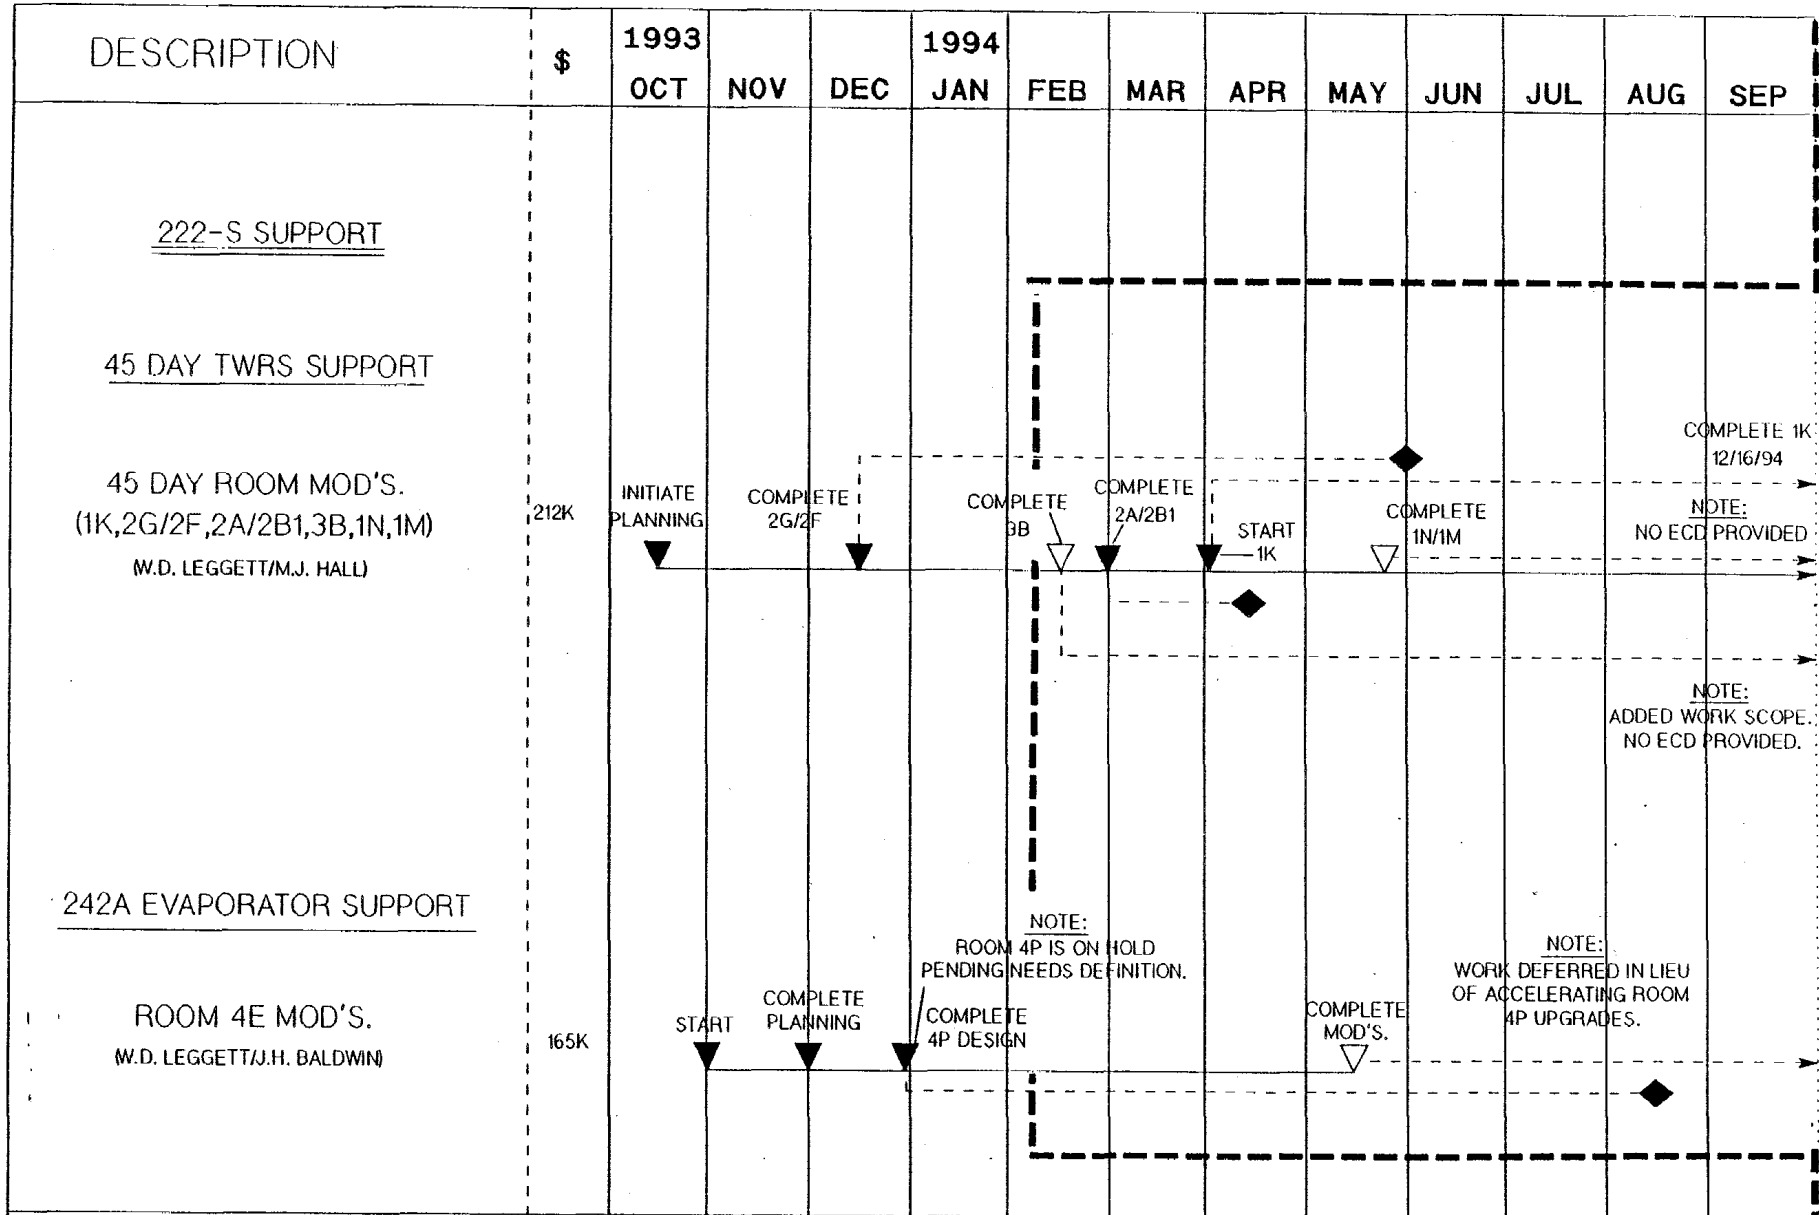 DESCRIPTION
$
1993
1994
OCT NOV DEC JAN FEB MAR APR MAY JUN JUL AUG SEP
222-S SUPPORT
45 DAY TWRS SUPPORT
45 DAY ROOM MOD'S.
(1K,2G/2F,2A/2B1,3B,1N,1M)
(W.D. LEGGETT/M.J. HALL)
212K
INITIATE
PLANNING
COMPLETE
2G/2F
COMPLETE
3B
COMPLETE
2A/2B1
START
1K
COMPLETE
1N/1M
COMPLETE 1K
12/16/94
NOTE:
NO ECD PROVIDED
NOTE:
ADDED WORK SCOPE.
NO ECD PROVIDED.
242A EVAPORATOR SUPPORT
ROOM 4E MOD'S.
(W.D. LEGGETT/J.H. BALDWIN)
165K
START
COMPLETE
PLANNING
NOTE:
ROOM 4P IS ON HOLD
PENDING NEEDS DEFINITION.
COMPLETE
4P DESIGN
COMPLETE
MOD'S.
NOTE:
WORK DEFERRED IN LIEU
OF ACCELERATING ROOM
4P UPGRADES.